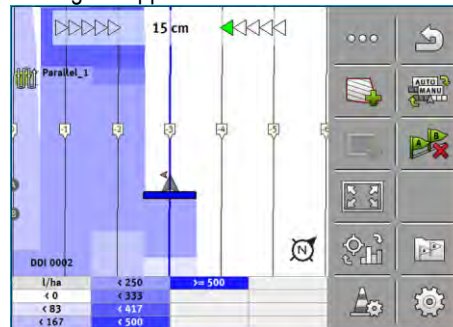 15 cm
AUTO
MANU
Parallel_1
-1
-2
-3
-4
-5
A
B
A
B
N
DDI 0002
l/ha
< 250
>= 500
< 0
< 333
< 83
< 417
< 167
< 500